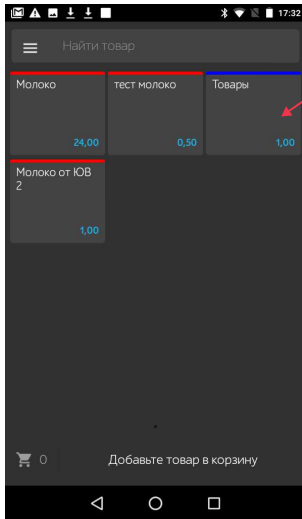 17:32
Найти товар
Молоко
тест молоко
Товары
24,00
0,50
1,00
Молоко от ЮВ
2
1,00
0
Добавьте товар в корзину